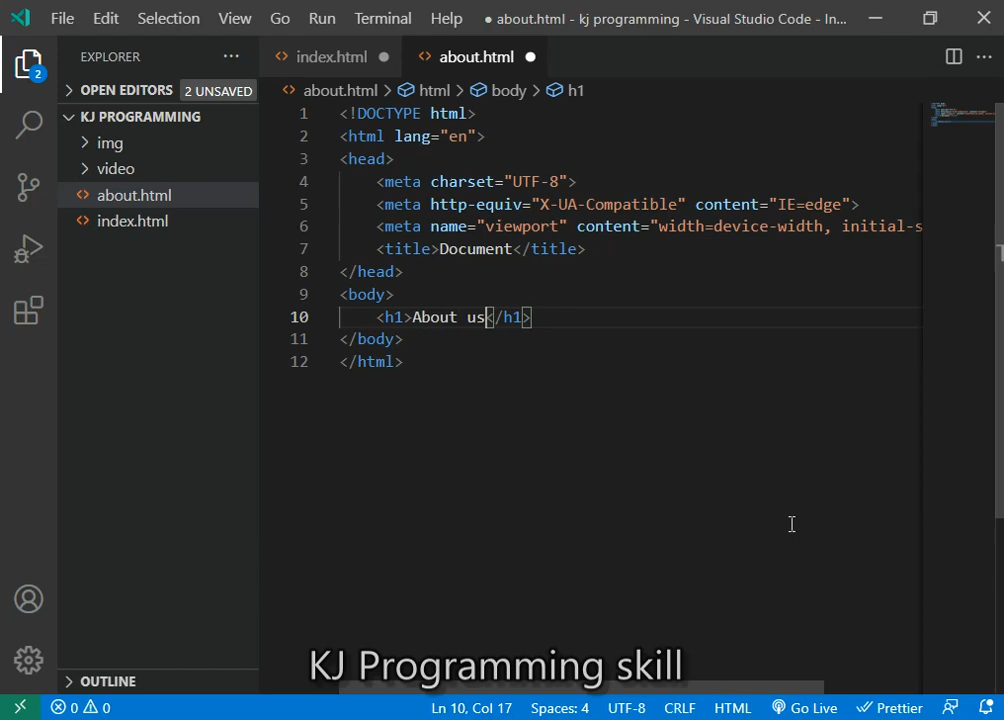 File Edit Selection View Go Run Terminal Help ● about.html - kj programming - Visual Studio Code - In...
EXPLORER ···
index.html ●
about.html ●
2
OPEN EDITORS 2 UNSAVED
about.html > html > body > h1
KJ PROGRAMMING
img
video
about.html
index.html
1 <!DOCTYPE html>
2 <html lang="en">
3 <head>
4 <meta charset="UTF-8">
5 <meta http-equiv="X-UA-Compatible" content="IE=edge">
6 <meta name="viewport" content="width=device-width, initial-s
7 <title>Document</title>
8 </head>
9 <body>
10 <h1>About us</h1>
11 </body>
12 </html>
KJ Programming skill
OUTLINE
0 0 Ln 10, Col 17 Spaces: 4 UTF-8 CRLF HTML Go Live Prettier